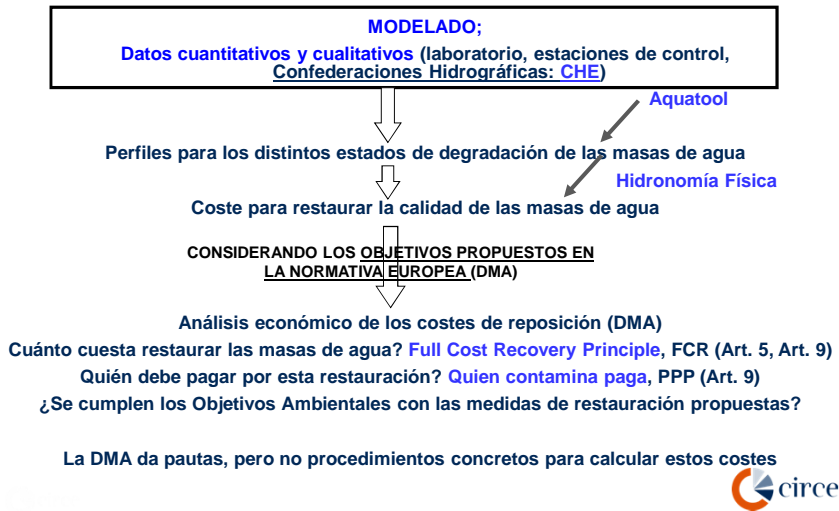 MODELADO;
Datos cuantitativos y cualitativos (laboratorio, estaciones de control,
Confederaciones Hidrográficas: CHE)
Aquatool
Perfiles para los distintos estados de degradación de las masas de agua
Hidronomía Física
Coste para restaurar la calidad de las masas de agua
CONSIDERANDO LOS OBJETIVOS PROPUESTOS EN
LA NORMATIVA EUROPEA (DMA)
Análisis económico de los costes de reposición (DMA)
Cuánto cuesta restaurar las masas de agua? Full Cost Recovery Principle, FCR (Art. 5, Art. 9)
Quién debe pagar por esta restauración? Quien contamina paga, PPP (Art. 9)
¿Se cumplen los Objetivos Ambientales con las medidas de restauración propuestas?
La DMA da pautas, pero no procedimientos concretos para calcular estos costes
circe